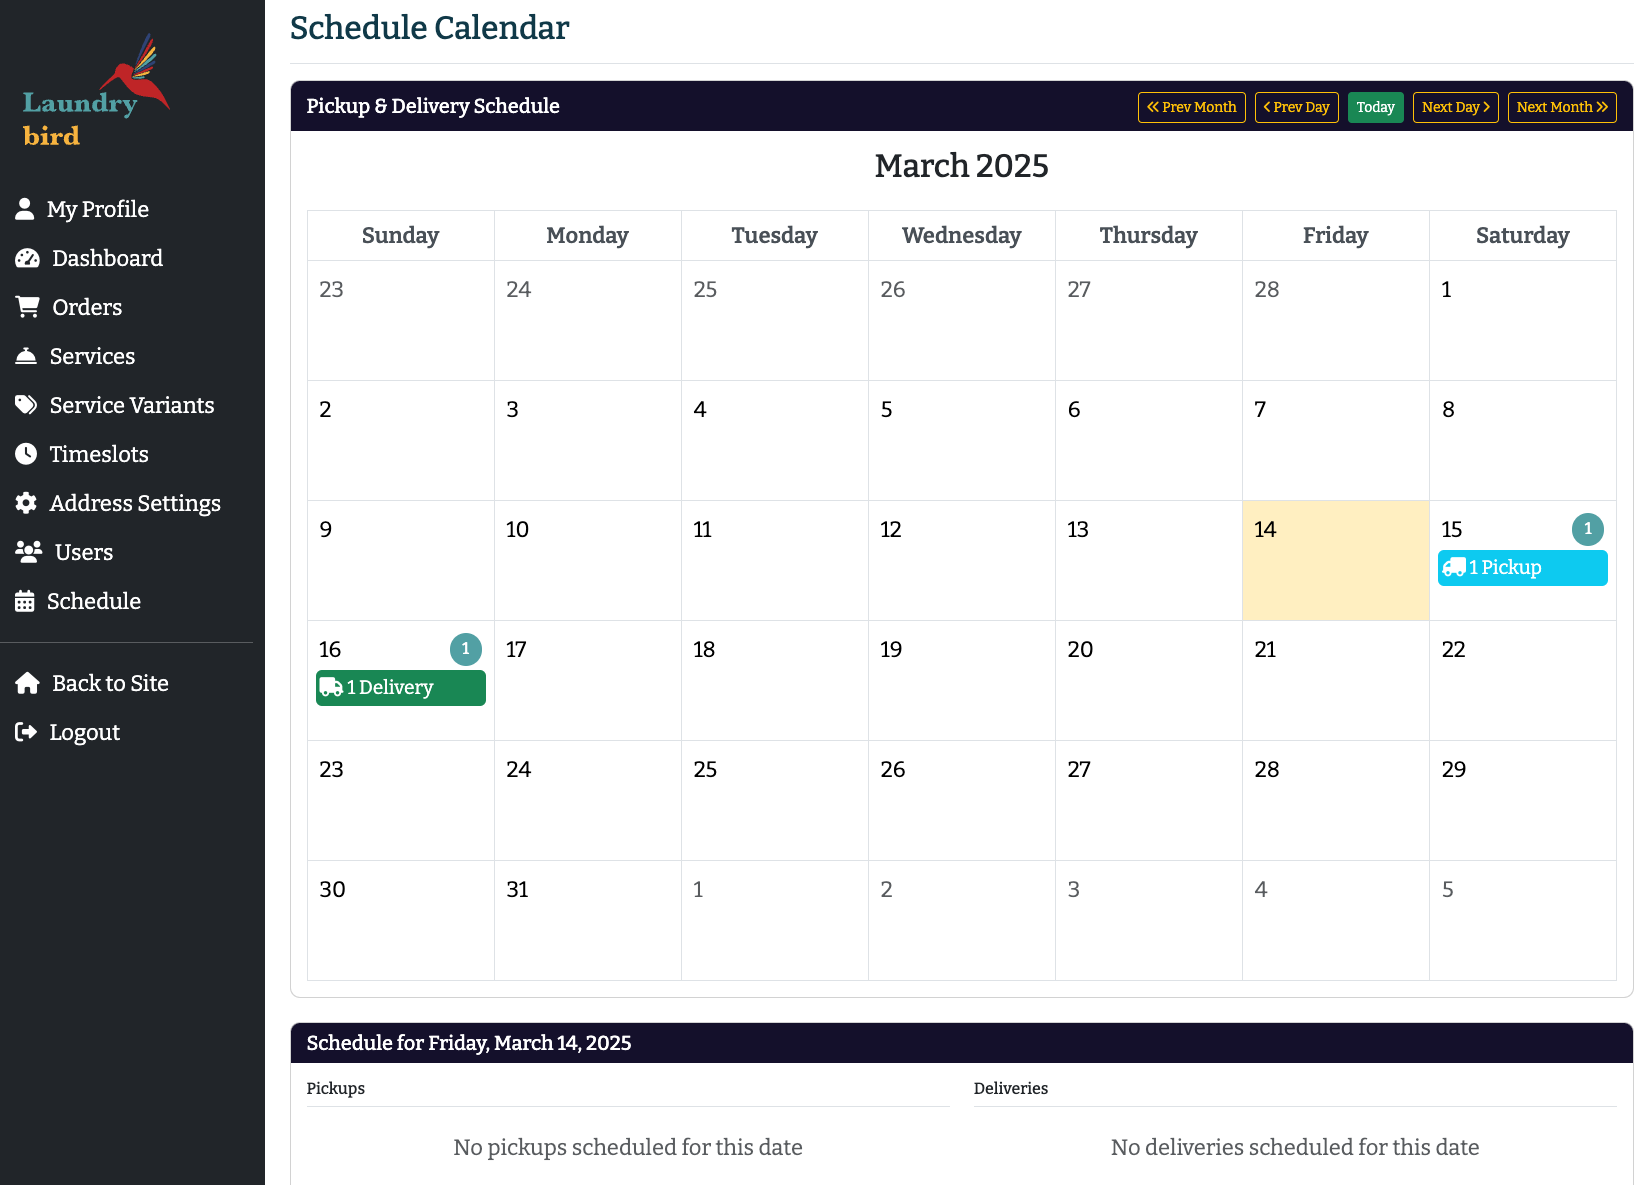 Laundry
bird
My Profile
Dashboard
Orders
Services
Service Variants
Timeslots
Address Settings
Users
Schedule
Back to Site
Logout
Schedule Calendar
Pickup & Delivery Schedule
Prev Month
Prev Day
Today
Next Day
Next Month
March 2025
Sunday Monday Tuesday Wednesday Thursday Friday Saturday
23 24 25 26 27 28 1
2 3 4 5 6 7 8
9 10 11 12 13 14 15 1
1 Pickup
16 1 17 18 19 20 21 22
1 Delivery
23 24 25 26 27 28 29
30 31 1 2 3 4 5
Schedule for Friday, March 14, 2025
Pickups
No pickups scheduled for this date
Deliveries
No deliveries scheduled for this date